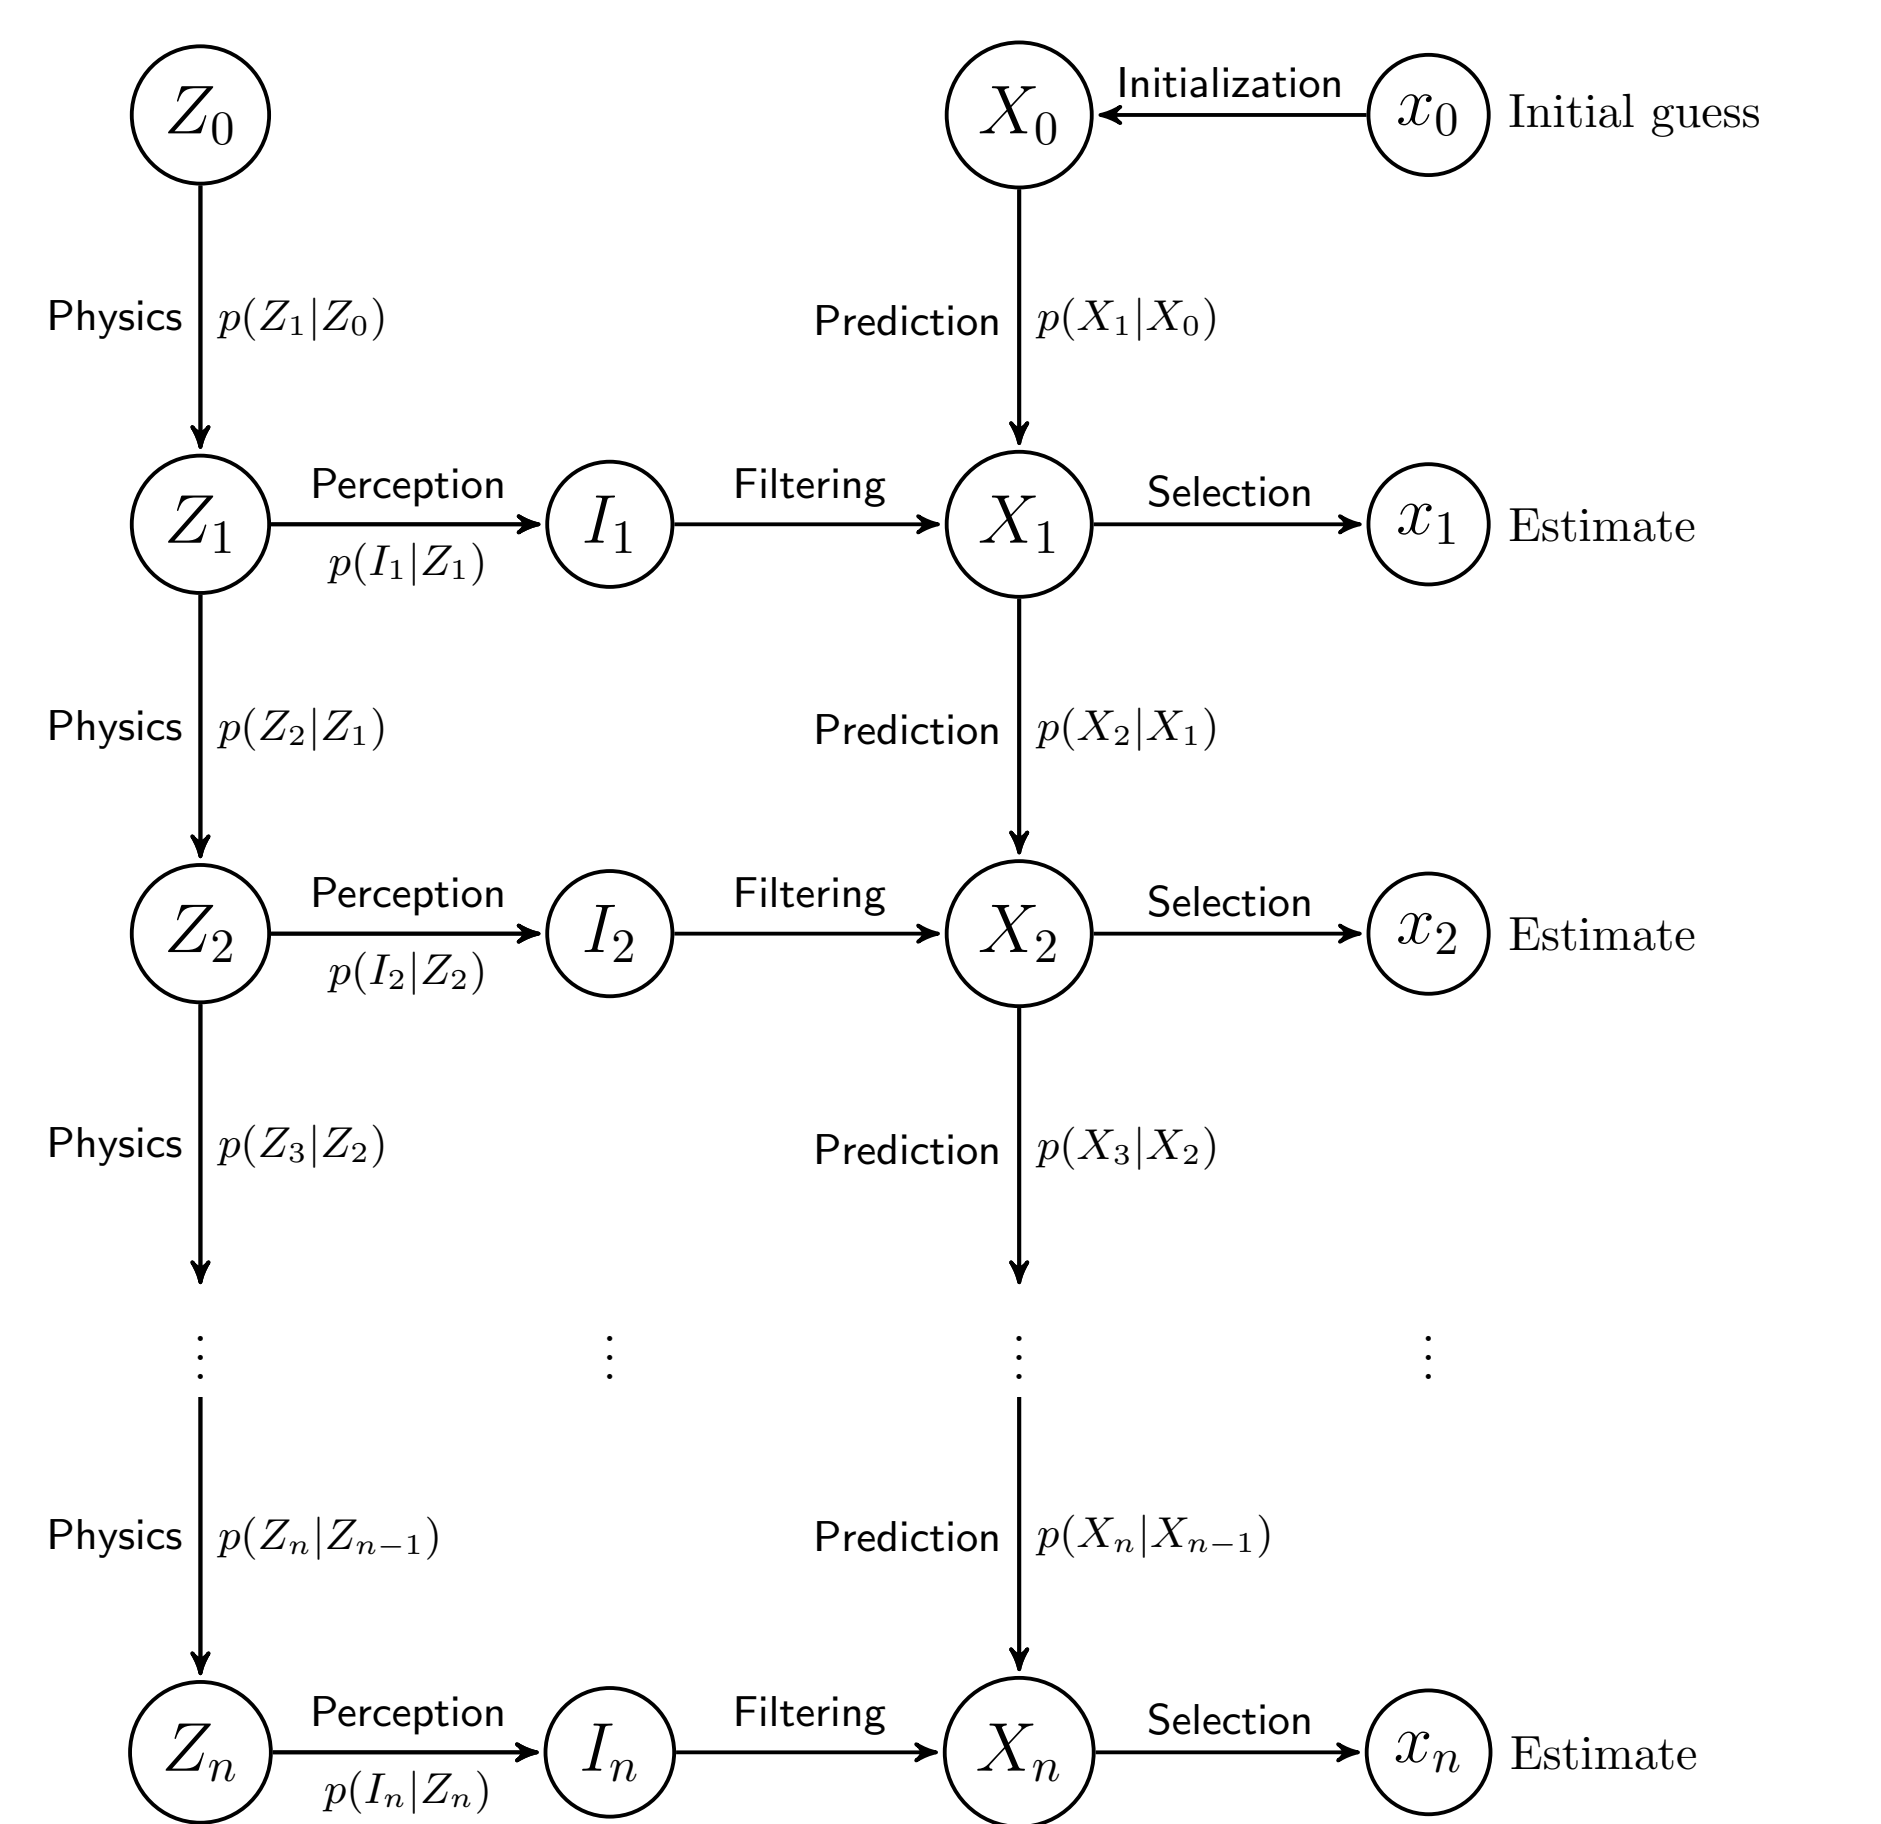 Z₀ X₀ Initialization x₀ Initial guess
Physics p(Z₁|Z₀) Prediction p(X₁|X₀)
Z₁ Perception p(I₁|Z₁) I₁ Filtering X₁ Selection x₁ Estimate
Physics p(Z₂|Z₁) Prediction p(X₂|X₁)
Z₂ Perception p(I₂|Z₂) I₂ Filtering X₂ Selection x₂ Estimate
Physics p(Z₃|Z₂) Prediction p(X₃|X₂)
⋮ ⋮ ⋮ ⋮
Physics p(Zₙ|Zₙ₋₁) Prediction p(Xₙ|Xₙ₋₁)
Zₙ Perception p(Iₙ|Zₙ) Iₙ Filtering Xₙ Selection xₙ Estimate